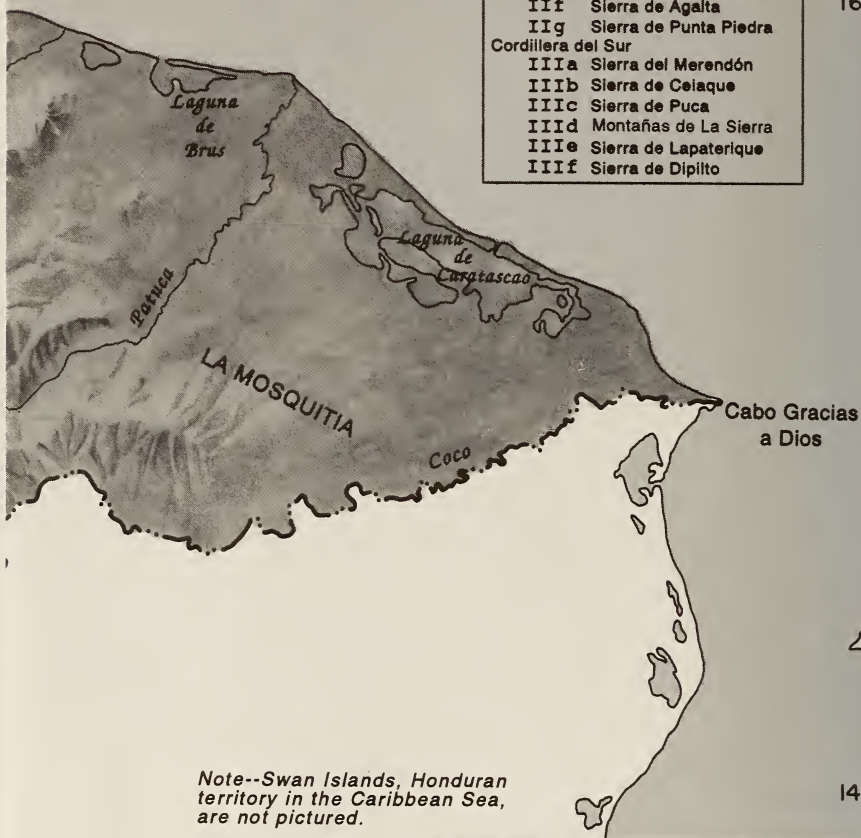 IIf Sierra de Agalta
IIg Sierra de Punta Piedra
Cordillera del Sur
IIIa Sierra del Merendón
IIIb Sierra de Celaque
IIIc Sierra de Puca
IIId Montañas de La Sierra
IIIe Sierra de Lapaterique
IIIf Sierra de Dipilto
16
Laguna
de
Brus
Laguna
de
Caratascao
Patuca
LA MOSQUITIA
Coco
Cabo Gracias
a Dios
Note--Swan Islands, Honduran
territory in the Caribbean Sea,
are not pictured.
14